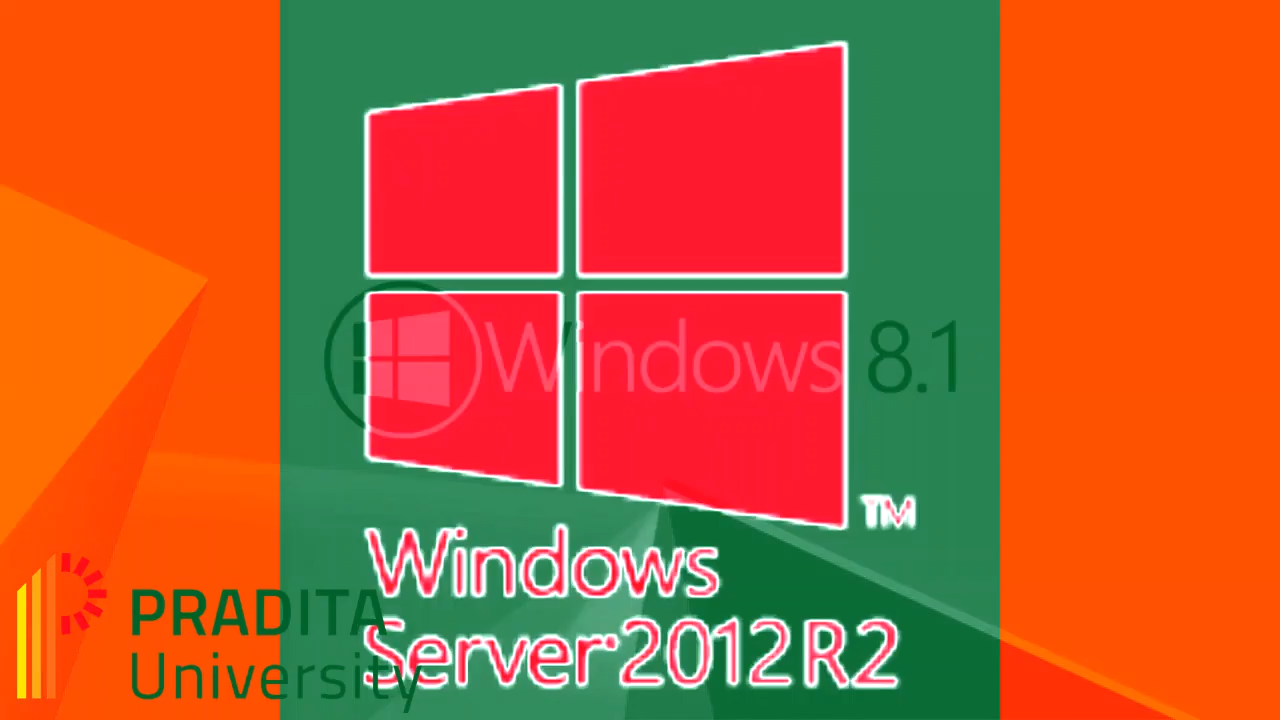 Windows 8.1
TM
Windows
Server 2012 R2
PRADITA
University